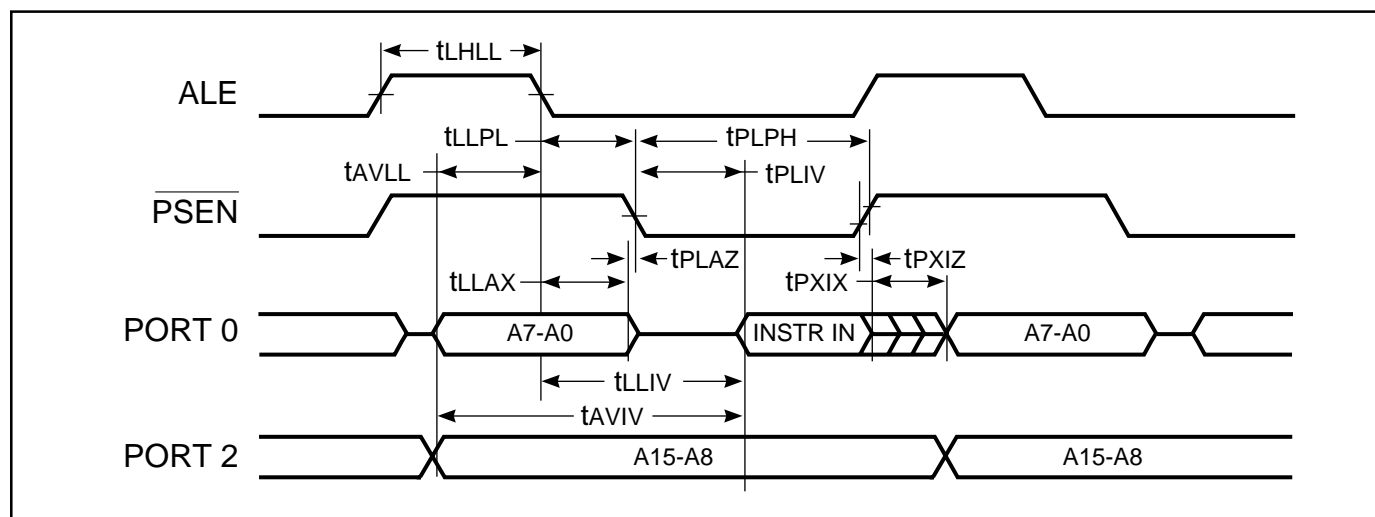 tLHLL
ALE
tLLPL
tPLPH
tAVLL
tPLIV
PSEN
tPLAZ
tPXIZ
tLLAX
tPXIX
PORT 0
A7-A0
INSTR IN
A7-A0
tLLIV
tAVIV
PORT 2
A15-A8
A15-A8